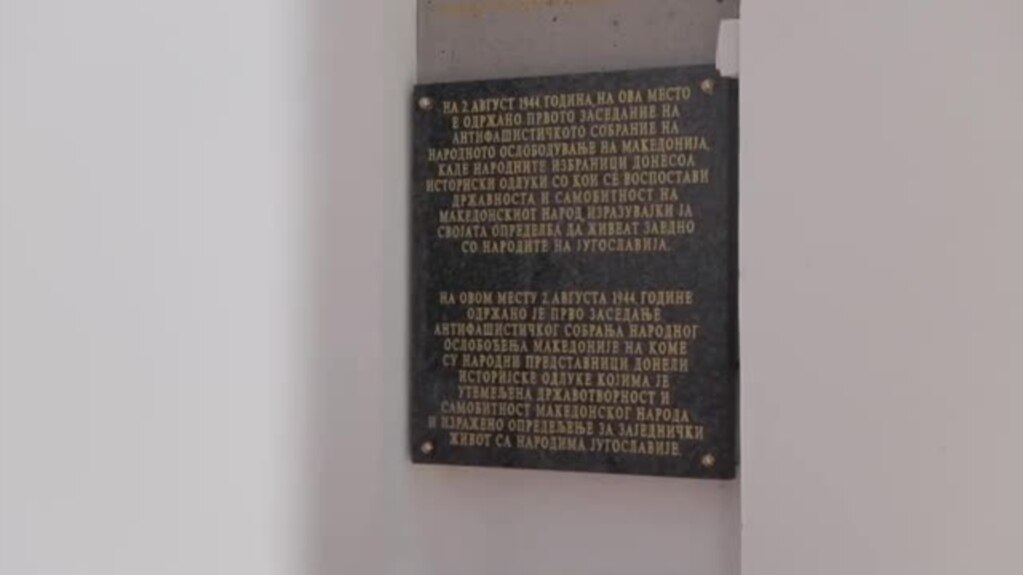 НА 2. АВГУСТ 1944. ГОДИНА, НА ОВА МЕСТО
Е ОДРЖАНО ПРВОТО ЗАСЕДАНИЕ НА
АНТИФАШИСТИЧКОТО СОБРАНИЕ НА
НАРОДНОТО ОСЛОБОДУВАЊЕ НА МАКЕДОНИЈА,
КАДЕ НАРОДНИТЕ ИЗБРАНИЦИ ДОНЕСОА
ИСТОРИСКИ ОДЛУКИ СО КОИ СЕ ВОСПОСТАВИ
ДРЖАВНОСТА И САМОБИТНОСТ НА
МАКЕДОНСКИОТ НАРОД, ИЗРАЗУВАЈКИ ЈА
СВОЈАТА ОПРЕДЕЛБА ДА ЖИВЕАТ ЗАЕДНО
СО НАРОДИТЕ НА ЈУГОСЛАВИЈА.
НА ОВОМ МЕСТУ 2. АВГУСТА 1944. ГОДИНЕ
ОДРЖАНО ЈЕ ПРВО ЗАСЕДАЊЕ
АНТИФАШИСТИЧКОГ СОБРАЊА НАРОДНОГ
ОСЛОБОЂЕЊА МАКЕДОНИЈЕ НА КОМЕ
СУ НАРОДНИ ПРЕДСТАВНИЦИ ДОНЕЛИ
ИСТОРИЈСКЕ ОДЛУКЕ КОЈИМА ЈЕ
УТЕМЕЉЕНА ДРЖАВОТВОРНОСТ И
САМОБИТНОСТ МАКЕДОНСКОГ НАРОДА
И ИЗРАЖЕНО ОПРЕДЕЉЕЊЕ ЗА ЗАЈЕДНИЧКИ
ЖИВОТ СА НАРОДИМА ЈУГОСЛАВИЈЕ.